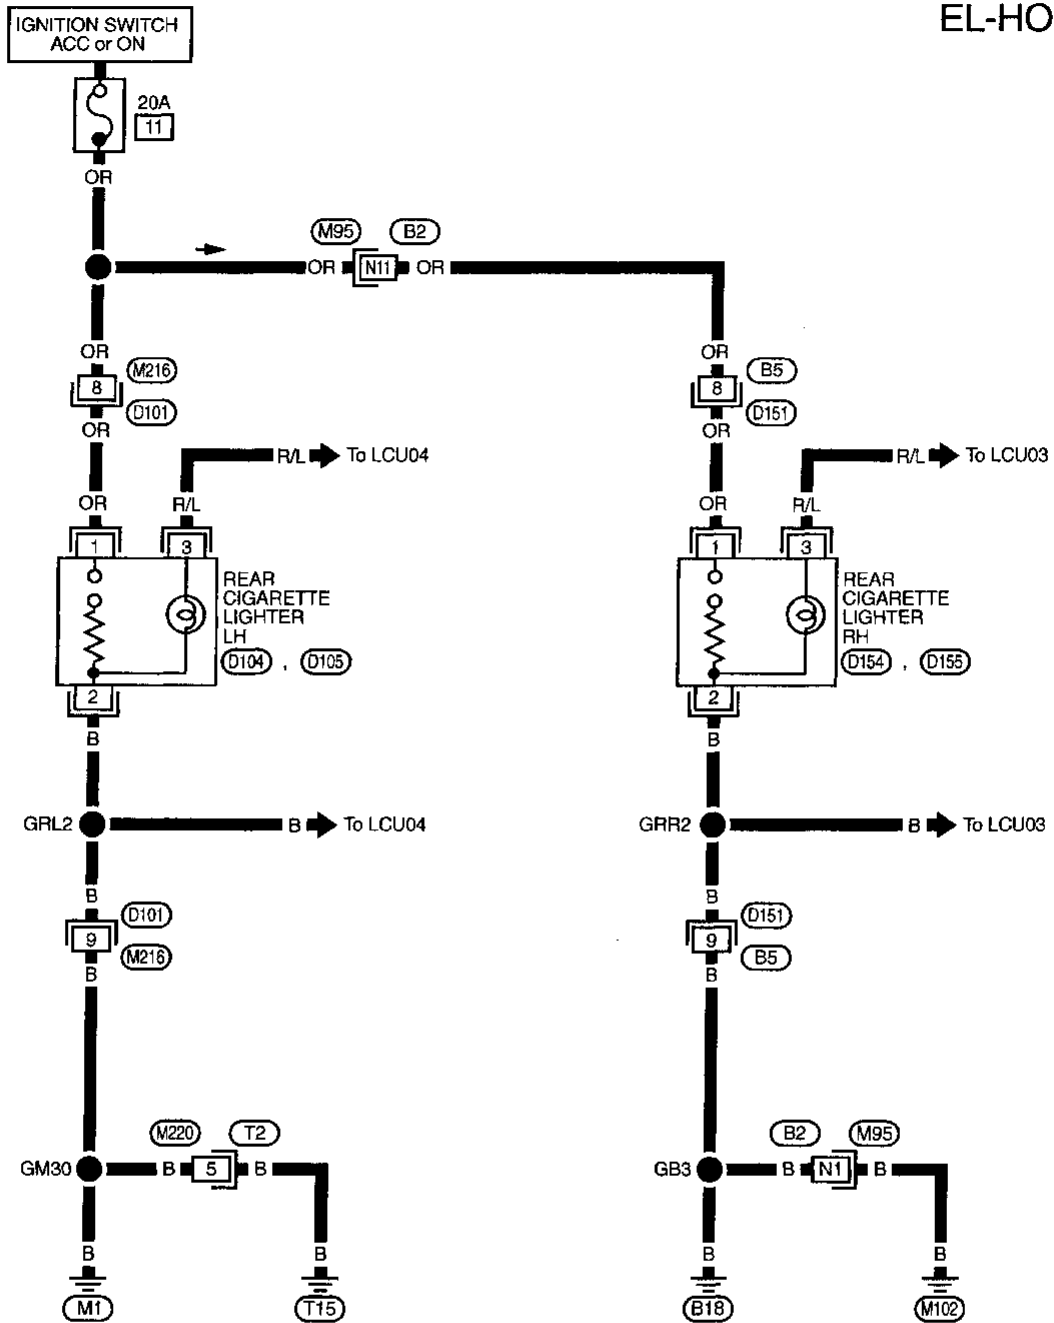 IGNITION SWITCH
ACC or ON
EL-HO
20A
11
OR
M95
B2
OR
N11
OR
OR
M216
8
D101
OR
OR
B5
8
D151
OR
R/L
To LCU04
R/L
To LCU03
OR
R/L
OR
R/L
1
3
1
3
REAR
CIGARETTE
LIGHTER
LH
D104 , D105
REAR
CIGARETTE
LIGHTER
RH
D154 , D155
2
2
B
B
GRL2
B
To LCU04
GRR2
B
To LCU03
B
D101
9
M216
B
B
D151
9
B5
B
M220
T2
B2
M95
GM30
B
5
B
GB3
B
N1
B
B
B
B
B
M1
T15
B18
M102